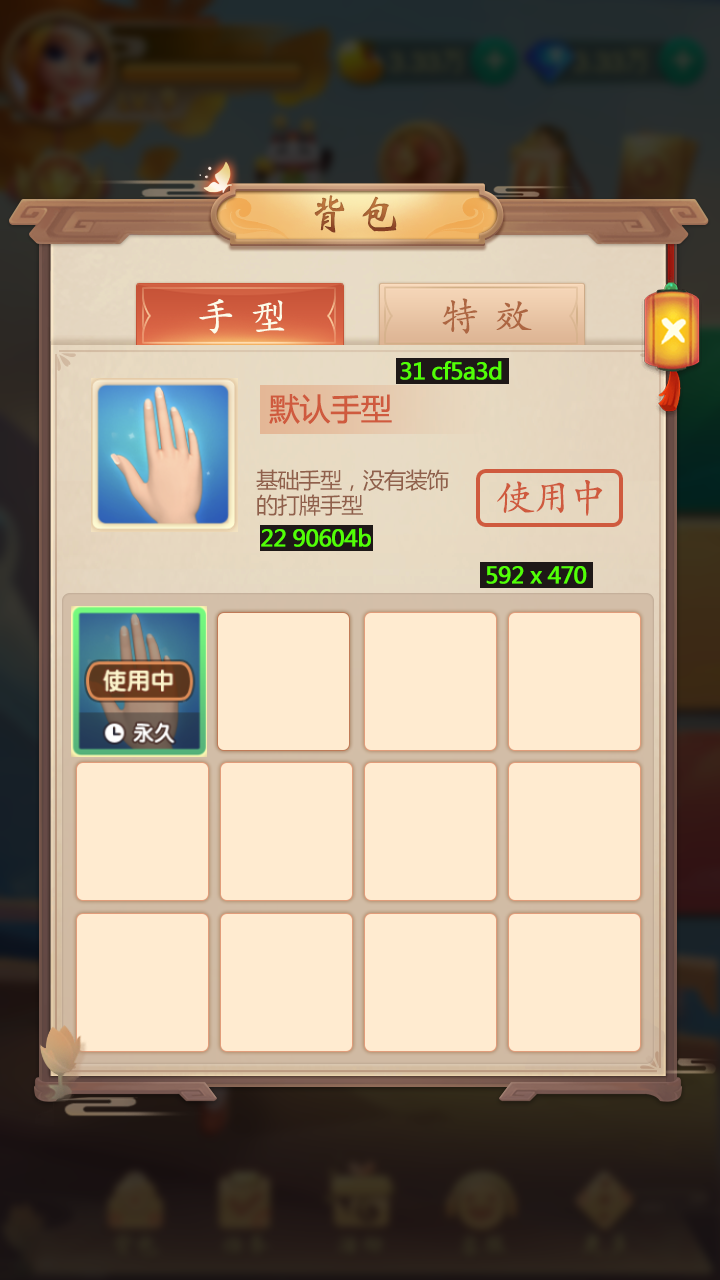 背包
手型
特效
31 cf5a3d
默认手型
基础手型，没有装饰
的打牌手型
使用中
22 90604b
592 x 470
使用中
永久